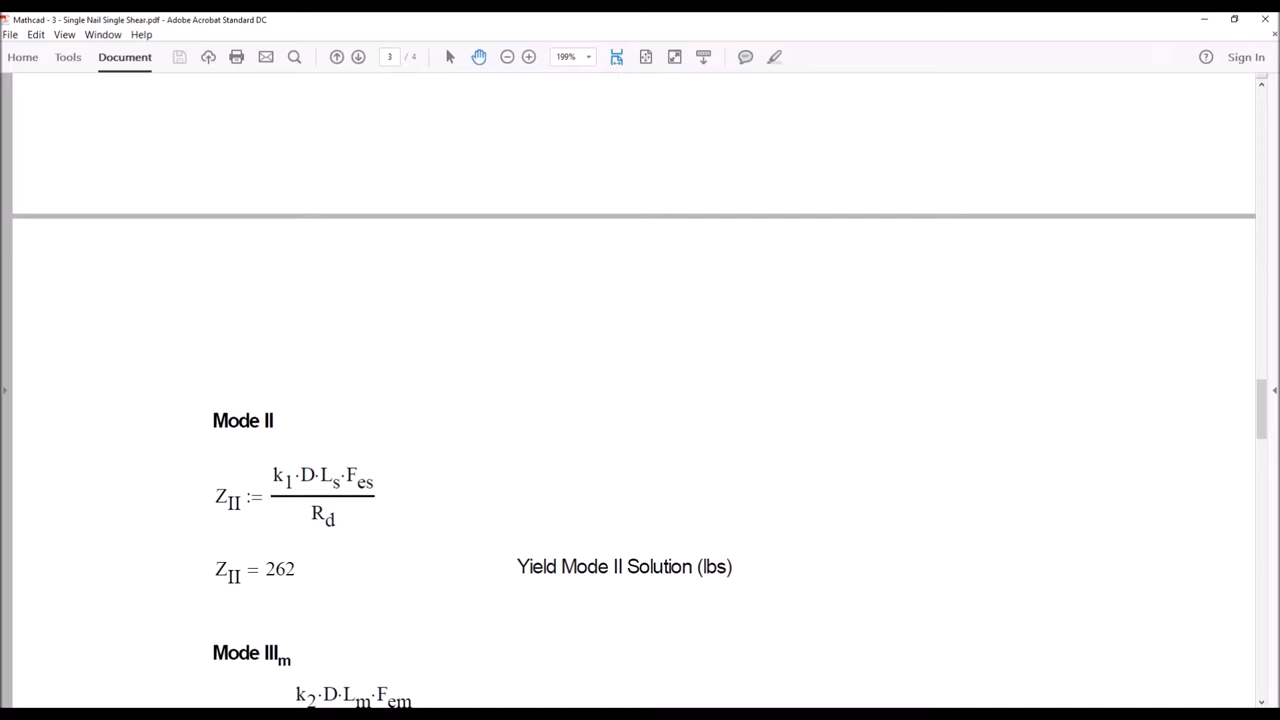 Mathcad - 3 - Single Nail Single Shear.pdf - Adobe Acrobat Standard DC
File Edit View Window Help
Home Tools Document 3 / 4 199% Sign In
Mode II
Z_II := (k_1·D·L_s·F_es) / R_d
Z_II = 262 Yield Mode II Solution (lbs)
Mode III_m
k_2·D·L_m·F_em